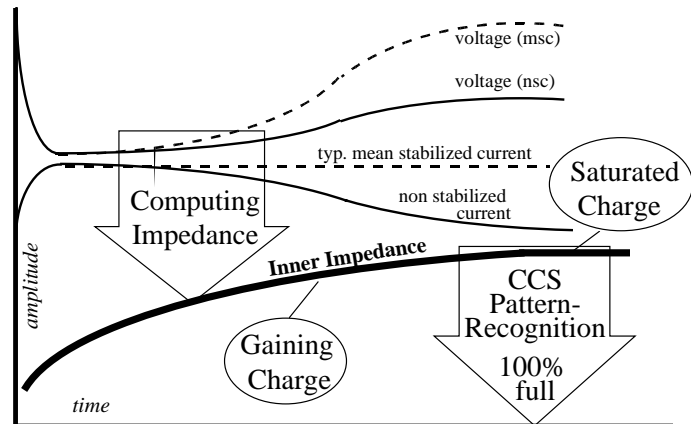 voltage (msc)
voltage (nsc)
typ. mean stabilized current
Saturated
Charge
Computing
Impedance
non stabilized
current
Inner Impedance
amplitude
CCS
Pattern-
Recognition
100%
full
Gaining
Charge
time